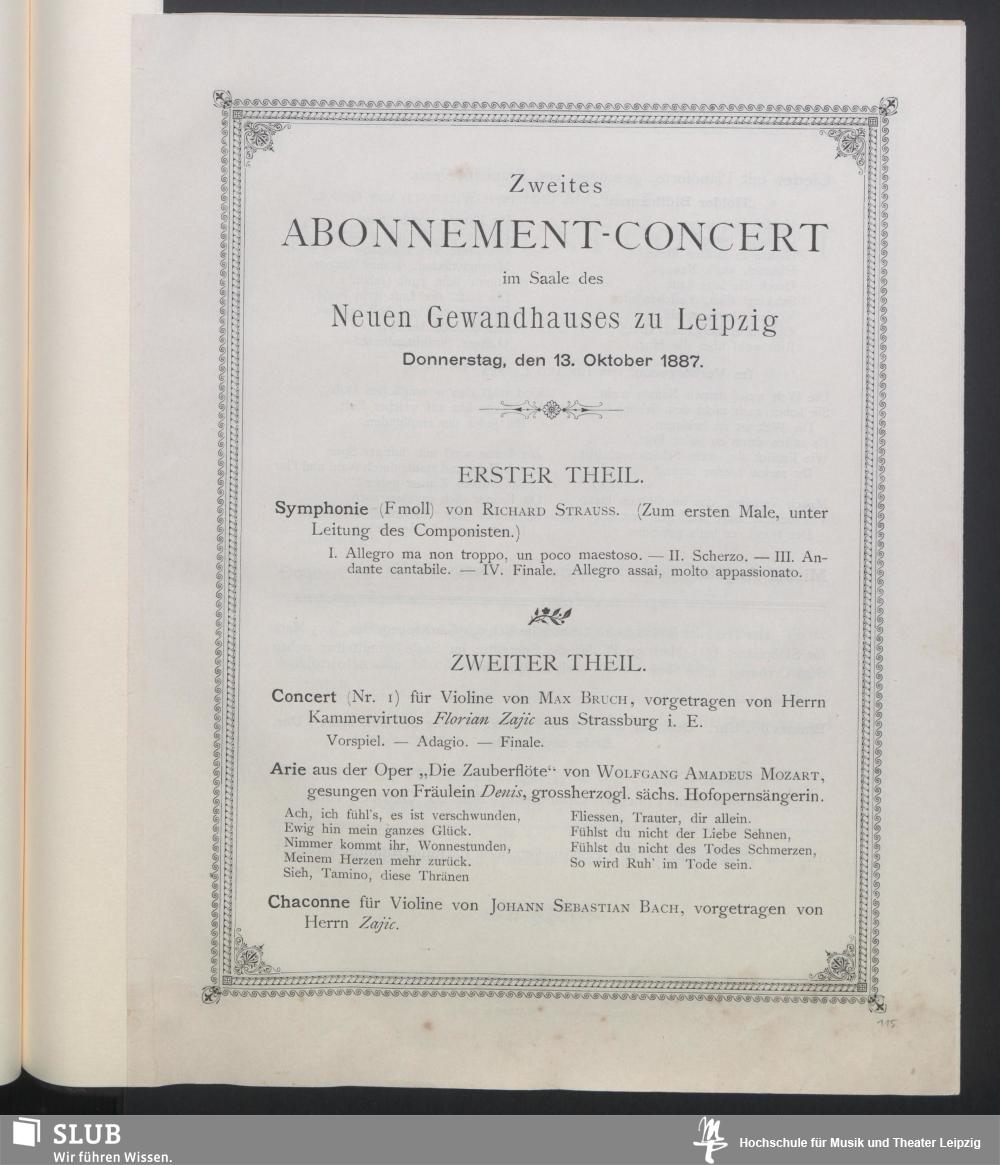 Zweites
ABONNEMENT-CONCERT
im Saale des
Neuen Gewandhauses zu Leipzig
Donnerstag, den 13. Oktober 1887.
ERSTER THEIL.
Symphonie (F moll) von RICHARD STRAUSS. (Zum ersten Male, unter
Leitung des Componisten.)
I. Allegro ma non troppo, un poco maestoso. — II. Scherzo. — III. An-
dante cantabile. — IV. Finale. Allegro assai, molto appassionato.
ZWEITER THEIL.
Concert (Nr. 1) für Violine von MAX BRUCH, vorgetragen von Herrn
Kammervirtuos Florian Zajic aus Strassburg i. E.
Vorspiel. — Adagio. — Finale.
Arie aus der Oper „Die Zauberflöte“ von WOLFGANG AMADEUS MOZART,
gesungen von Fräulein Denis, grossherzogl. sächs. Hofopernsängerin.
Ach, ich fühl's, es ist verschwunden,
Ewig hin mein ganzes Glück.
Nimmer kommt ihr, Wonnestunden,
Meinem Herzen mehr zurück.
Sieh, Tamino, diese Thränen
Fliessen, Trauter, dir allein.
Fühlst du nicht der Liebe Sehnen,
Fühlst du nicht des Todes Schmerzen,
So wird Ruh' im Tode sein.
Chaconne für Violine von JOHANN SEBASTIAN BACH, vorgetragen von
Herrn Zajic.
115
SLUB
Wir führen Wissen.
Hochschule für Musik und Theater Leipzig